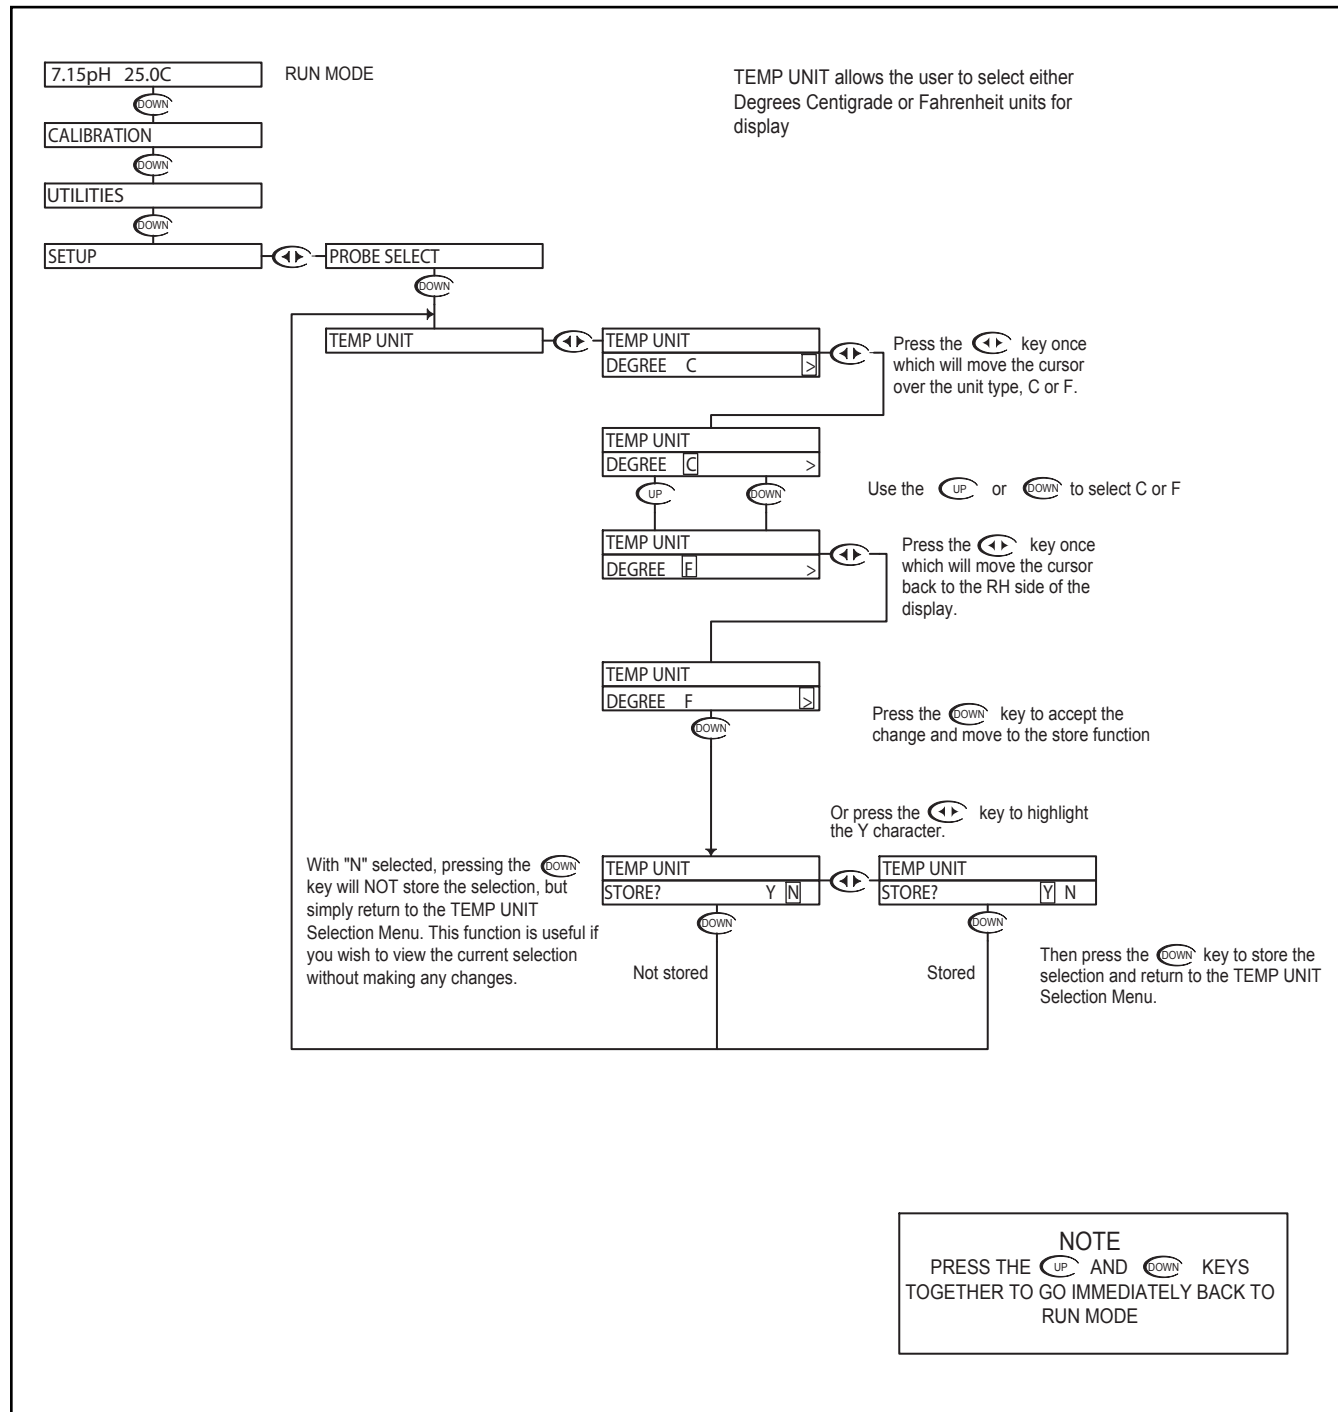 7.15pH 25.0C
RUN MODE
TEMP UNIT allows the user to select either
Degrees Centigrade or Fahrenheit units for
display
DOWN
CALIBRATION
DOWN
UTILITIES
DOWN
SETUP
PROBE SELECT
DOWN
TEMP UNIT
TEMP UNIT
DEGREE C >
Press the key once
which will move the cursor
over the unit type, C or F.
TEMP UNIT
DEGREE C >
UP DOWN
Use the UP or DOWN to select C or F
TEMP UNIT
DEGREE F >
Press the key once
which will move the cursor
back to the RH side of the
display.
TEMP UNIT
DEGREE F >
DOWN
Press the DOWN key to accept the
change and move to the store function
Or press the key to highlight
the Y character.
With "N" selected, pressing the DOWN
key will NOT store the selection, but
simply return to the TEMP UNIT
Selection Menu. This function is useful if
you wish to view the current selection
without making any changes.
TEMP UNIT
STORE? Y N
DOWN
Not stored
TEMP UNIT
STORE? Y N
DOWN
Stored
Then press the DOWN key to store the
selection and return to the TEMP UNIT
Selection Menu.
NOTE
PRESS THE UP AND DOWN KEYS
TOGETHER TO GO IMMEDIATELY BACK TO
RUN MODE